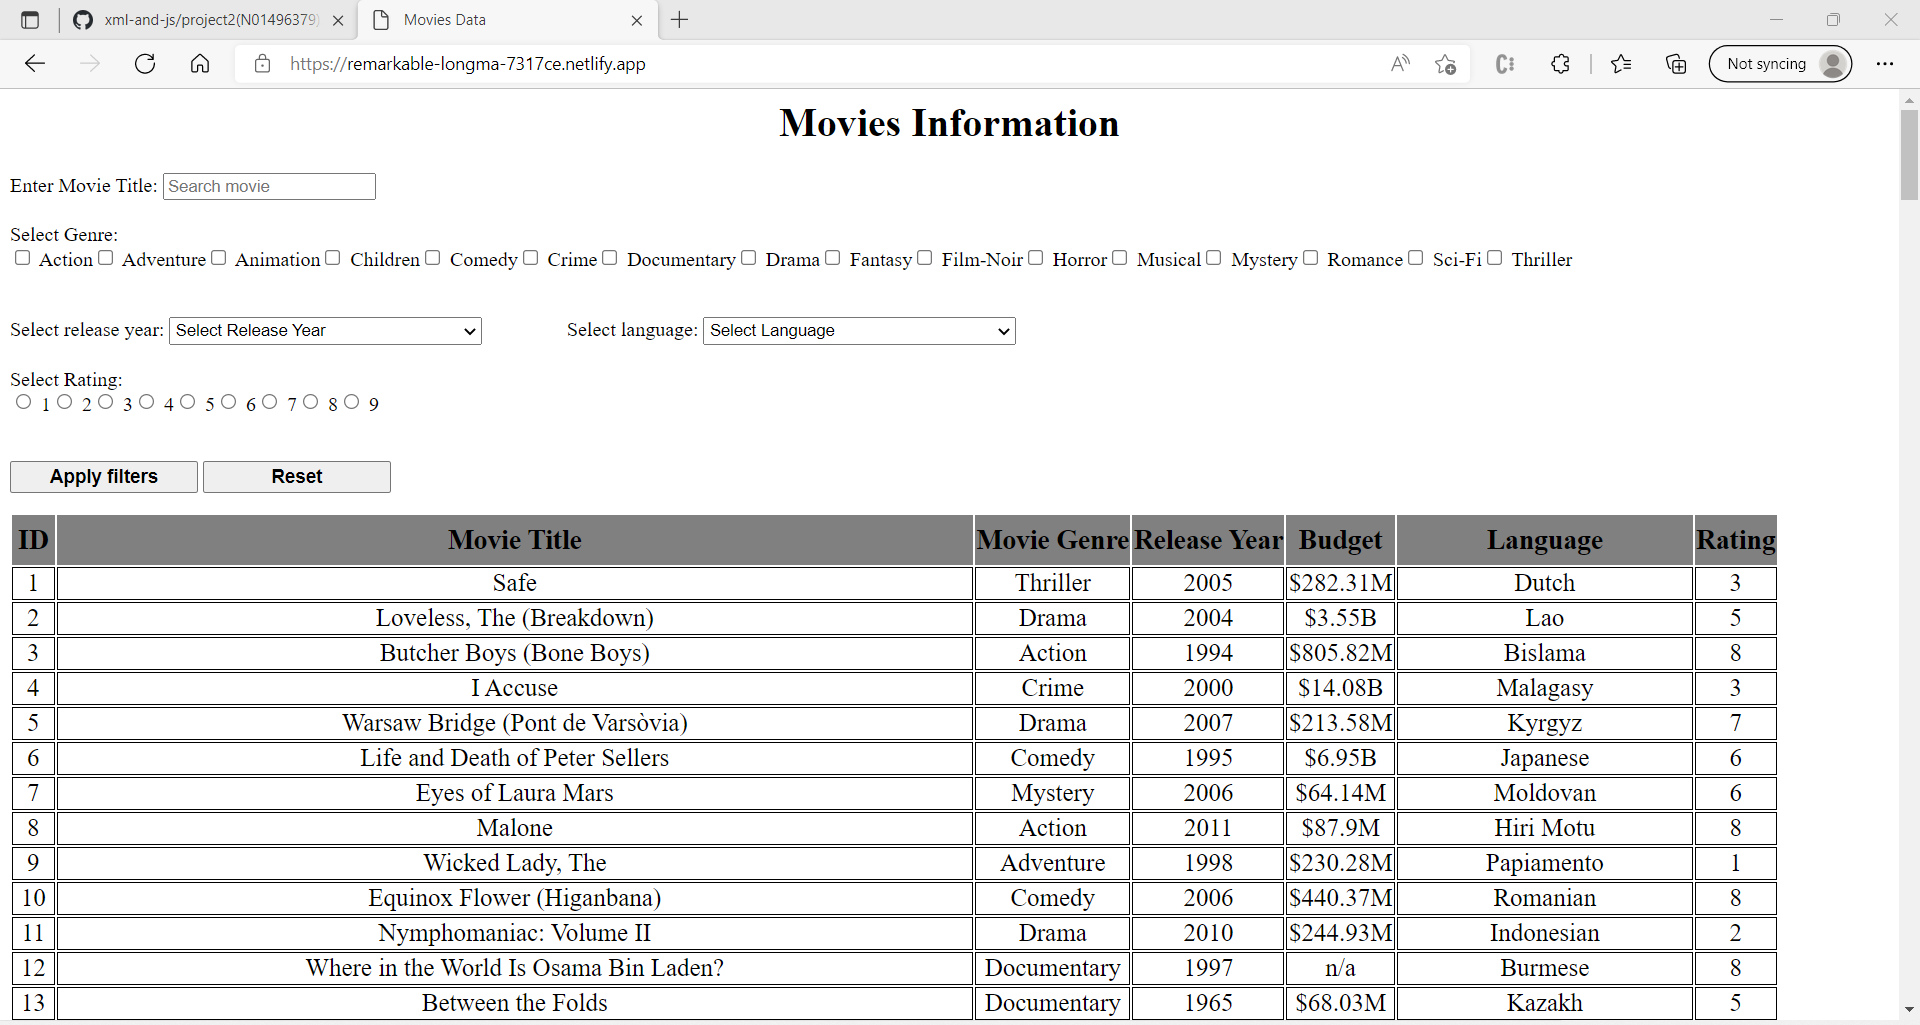 xml-and-js/project2(N01496379)
Movies Data
https://remarkable-longma-7317ce.netlify.app
Not syncing
Movies Information
Enter Movie Title: Search movie
Select Genre:
Action Adventure Animation Children Comedy Crime Documentary Drama Fantasy Film-Noir Horror Musical Mystery Romance Sci-Fi Thriller
Select release year: Select Release Year Select language: Select Language
Select Rating:
1 2 3 4 5 6 7 8 9
Apply filters Reset
ID Movie Title Movie Genre Release Year Budget Language Rating
1 Safe Thriller 2005 $282.31M Dutch 3
2 Loveless, The (Breakdown) Drama 2004 $3.55B Lao 5
3 Butcher Boys (Bone Boys) Action 1994 $805.82M Bislama 8
4 I Accuse Crime 2000 $14.08B Malagasy 3
5 Warsaw Bridge (Pont de Varsòvia) Drama 2007 $213.58M Kyrgyz 7
6 Life and Death of Peter Sellers Comedy 1995 $6.95B Japanese 6
7 Eyes of Laura Mars Mystery 2006 $64.14M Moldovan 6
8 Malone Action 2011 $87.9M Hiri Motu 8
9 Wicked Lady, The Adventure 1998 $230.28M Papiamento 1
10 Equinox Flower (Higanbana) Comedy 2006 $440.37M Romanian 8
11 Nymphomaniac: Volume II Drama 2010 $244.93M Indonesian 2
12 Where in the World Is Osama Bin Laden? Documentary 1997 n/a Burmese 8
13 Between the Folds Documentary 1965 $68.03M Kazakh 5